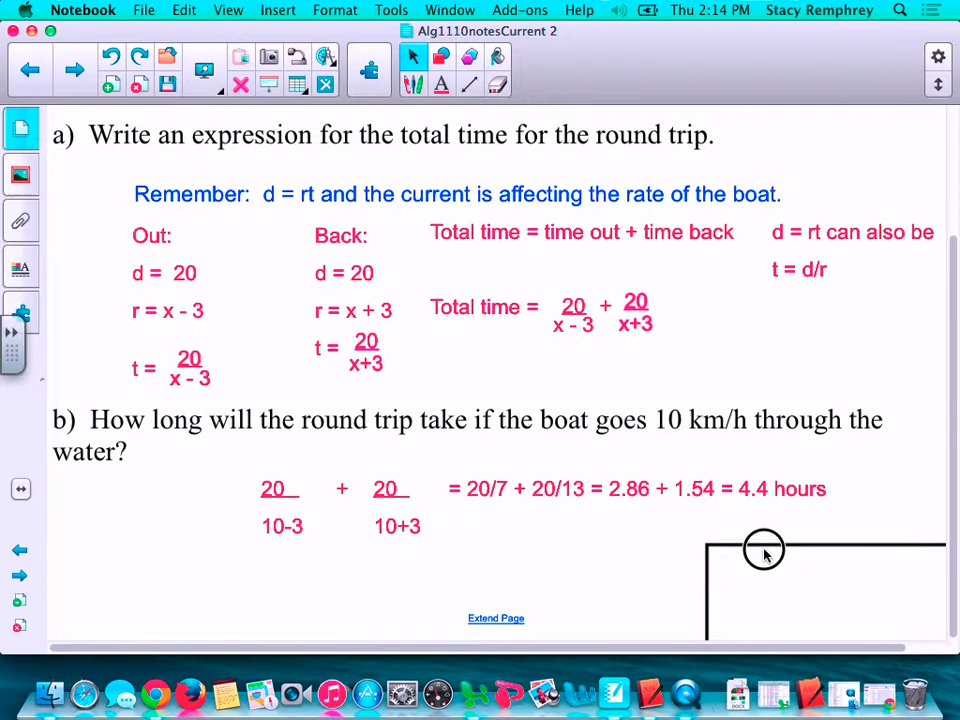 Notebook File Edit View Insert Format Tools Window Add-ons Help Thu 2:14 PM Stacy Remphrey
Alg1110notesCurrent 2
a) Write an expression for the total time for the round trip.
Remember: d = rt and the current is affecting the rate of the boat.
Out: Back: Total time = time out + time back d = rt can also be
d = 20 d = 20 t = d/r
r = x - 3 r = x + 3 Total time = 20 + 20
x - 3 x+3
t = 20 t = 20
x - 3 x+3
b) How long will the round trip take if the boat goes 10 km/h through the
water?
20 + 20 = 20/7 + 20/13 = 2.86 + 1.54 = 4.4 hours
10-3 10+3
Extend Page